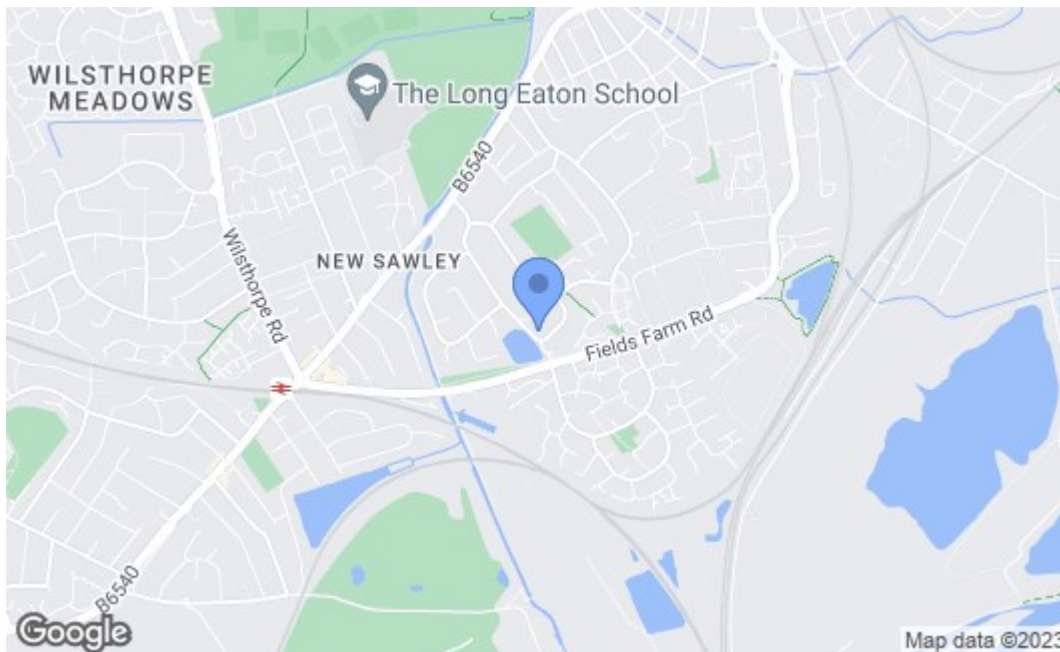 WILSTHORPE
MEADOWS
The Long Eaton School
B6540
NEW SAWLEY
Wilsthorpe Rd
Fields Farm Rd
B6540
Google
Map data ©2023